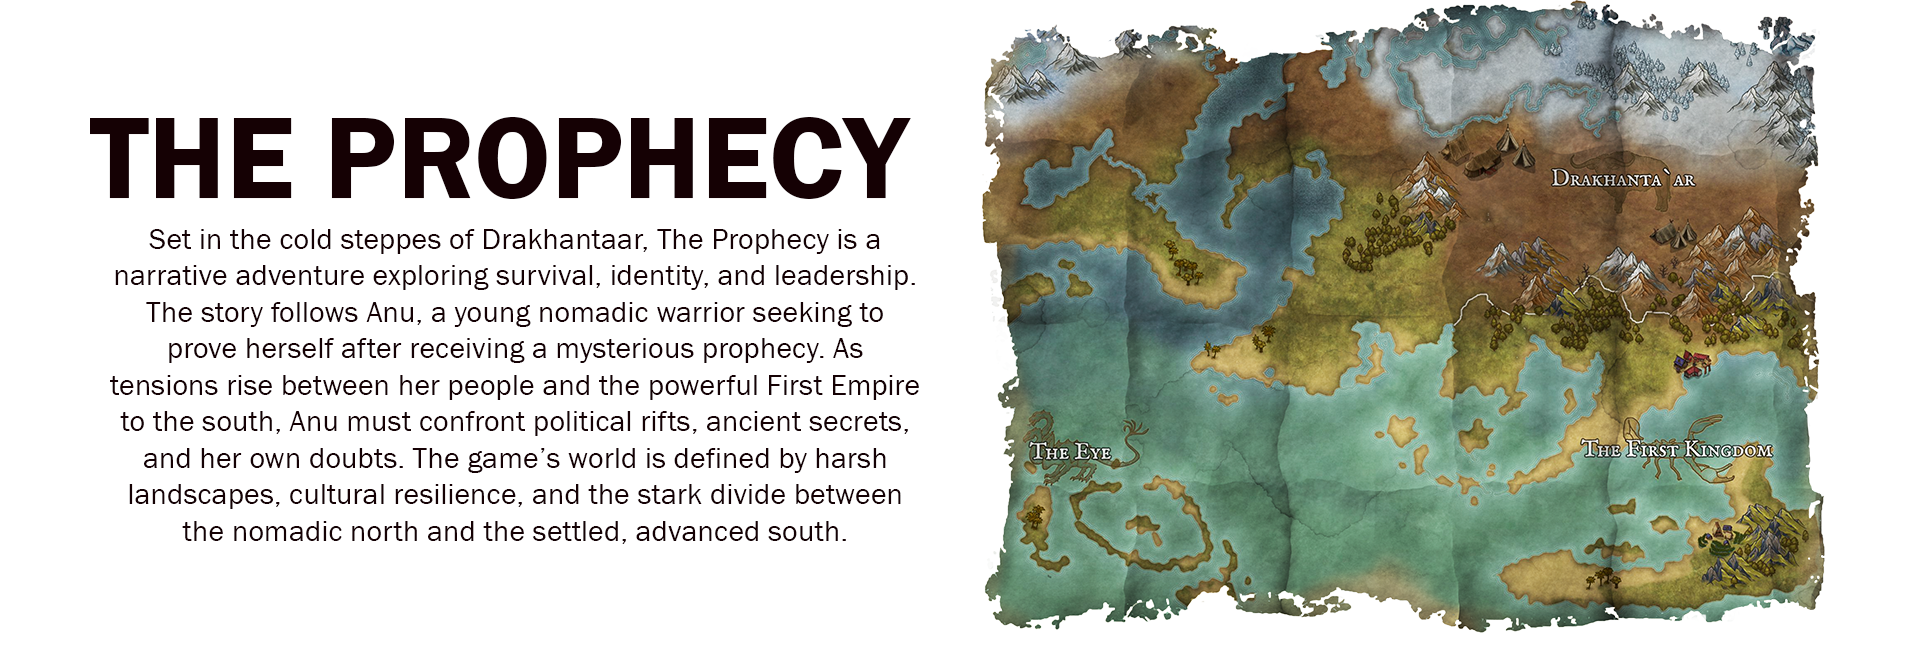 THE PROPHECY
Set in the cold steppes of Drakhantaar, The Prophecy is a
narrative adventure exploring survival, identity, and leadership.
The story follows Anu, a young nomadic warrior seeking to
prove herself after receiving a mysterious prophecy. As
tensions rise between her people and the powerful First Empire
to the south, Anu must confront political rifts, ancient secrets,
and her own doubts. The game’s world is defined by harsh
landscapes, cultural resilience, and the stark divide between
the nomadic north and the settled, advanced south.
Drakhanta`ar
The Eye
The First Kingdom